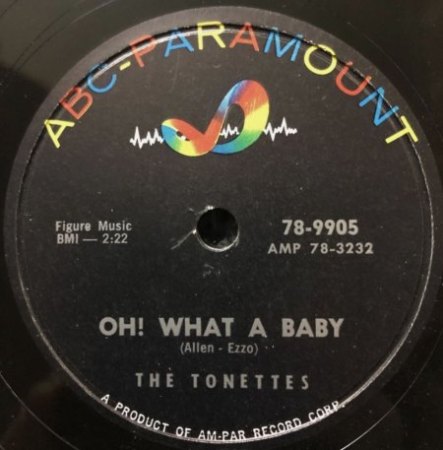 ABC-PARAMOUNT
Figure Music
BMI — 2:22
78-9905
AMP 78-3232
OH! WHAT A BABY
(Allen - Ezzo)
THE TONETTES
A PRODUCT OF AM-PAR RECORD CORP.